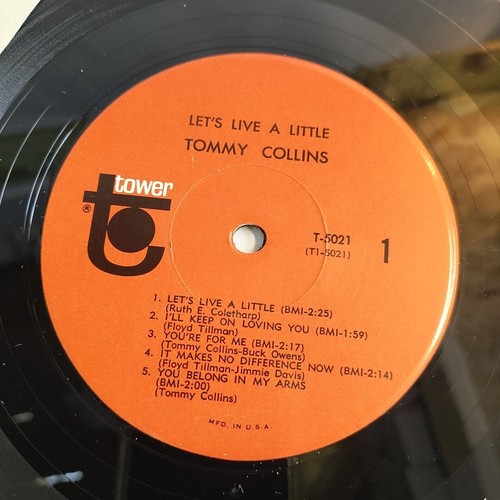 LET'S LIVE A LITTLE
TOMMY COLLINS
tower
®
T-5021
(T1-5021)
1
1. LET'S LIVE A LITTLE (BMI-2:25)
(Ruth E. Coletharp)
2. I'LL KEEP ON LOVING YOU (BMI-1:59)
(Floyd Tillman)
3. YOU'RE FOR ME (BMI-2:17)
(Tommy Collins-Buck Owens)
4. IT MAKES NO DIFFERENCE NOW (BMI-2:14)
(Floyd Tillman-Jimmie Davis)
5. YOU BELONG IN MY ARMS
(BMI-2:00)
(Tommy Collins)
MFD. IN U.S.A.